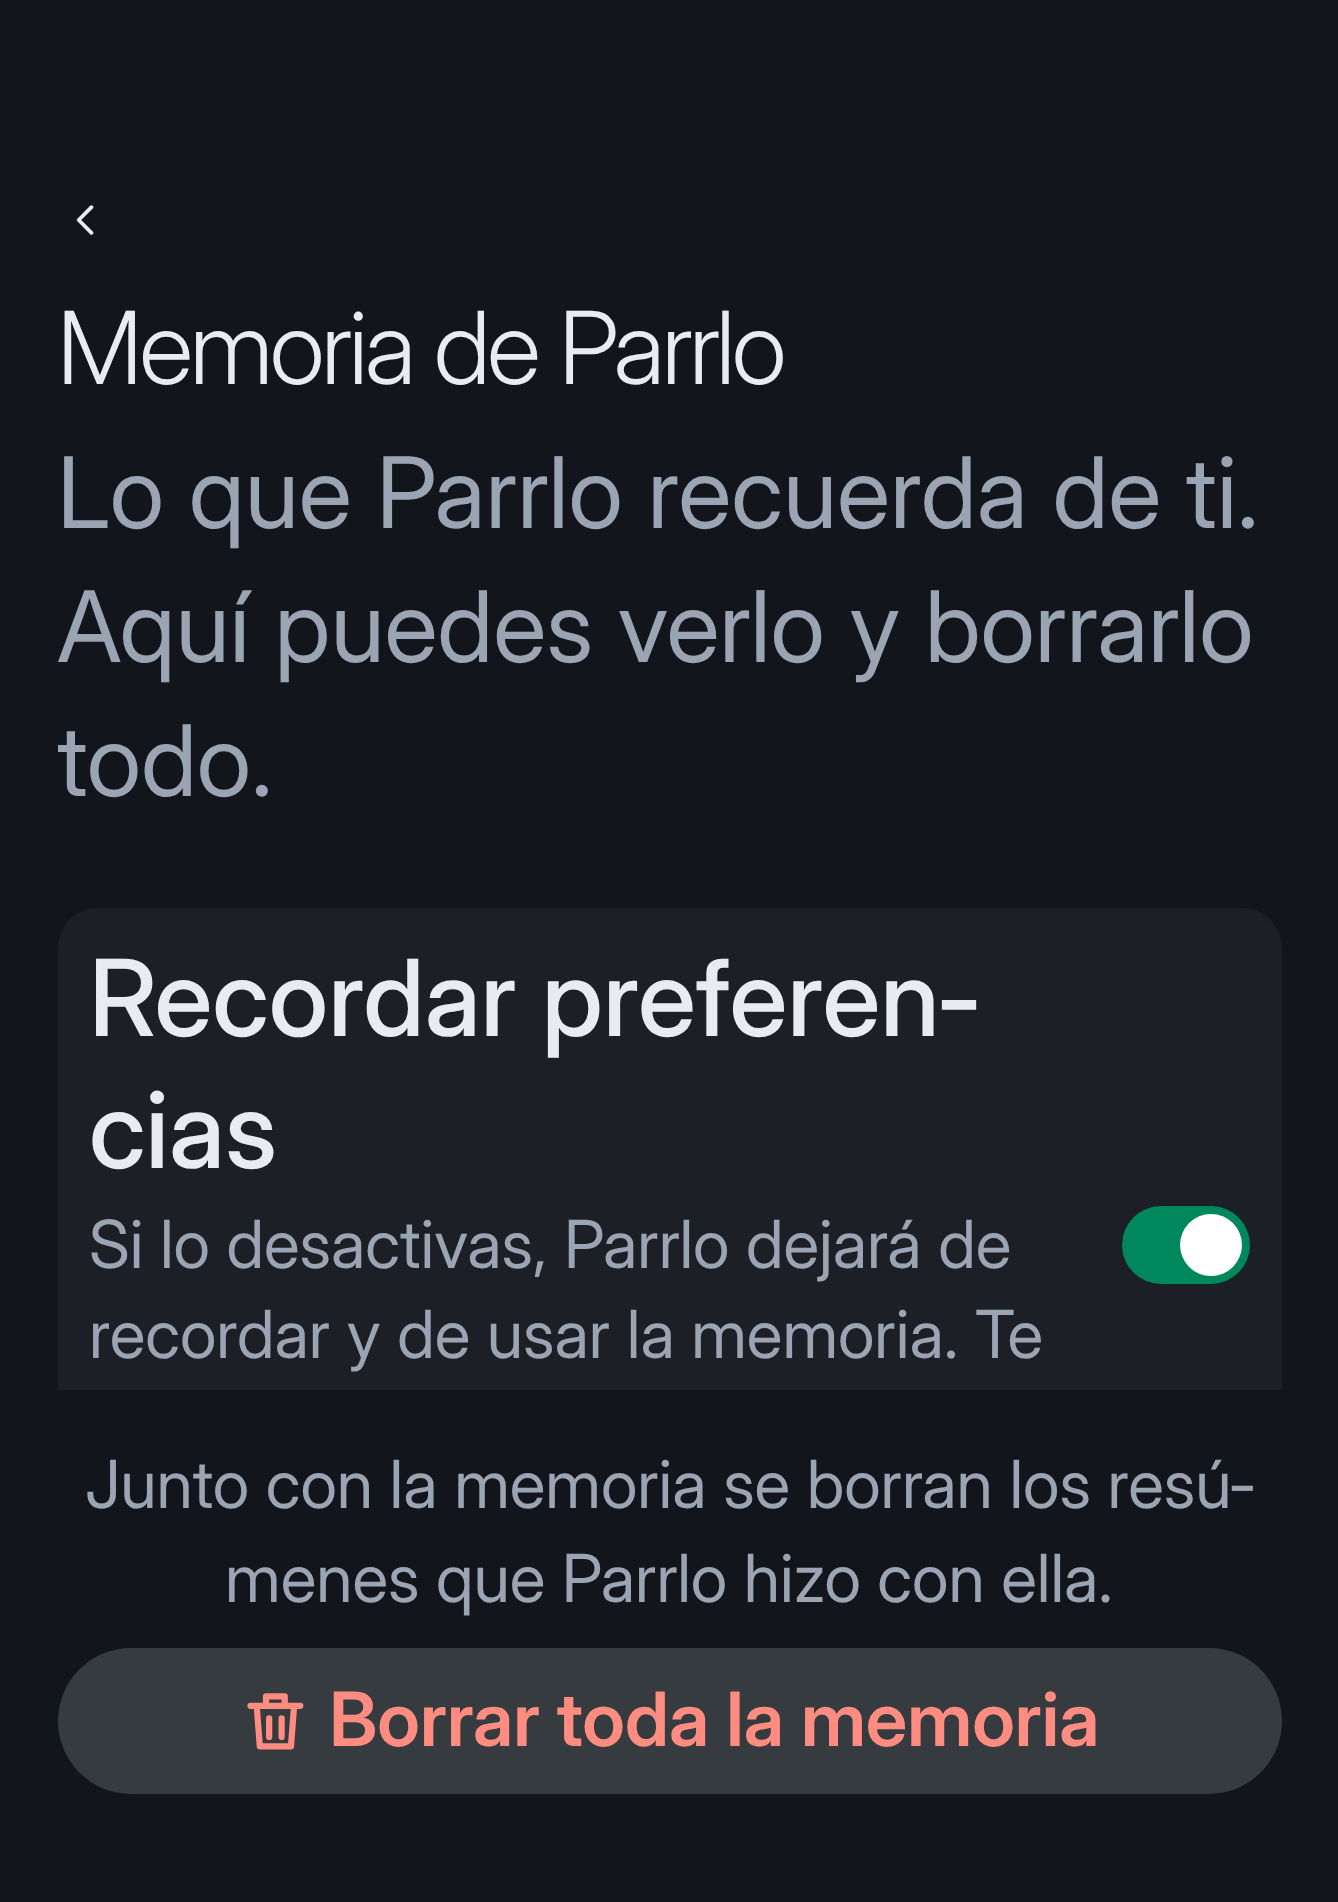 Memoria de Parrlo
Lo que Parrlo recuerda de ti.
Aquí puedes verlo y borrarlo
todo.
Recordar preferen-
cias
Si lo desactivas, Parrlo dejará de
recordar y de usar la memoria. Te
Junto con la memoria se borran los resú-
menes que Parrlo hizo con ella.
Borrar toda la memoria